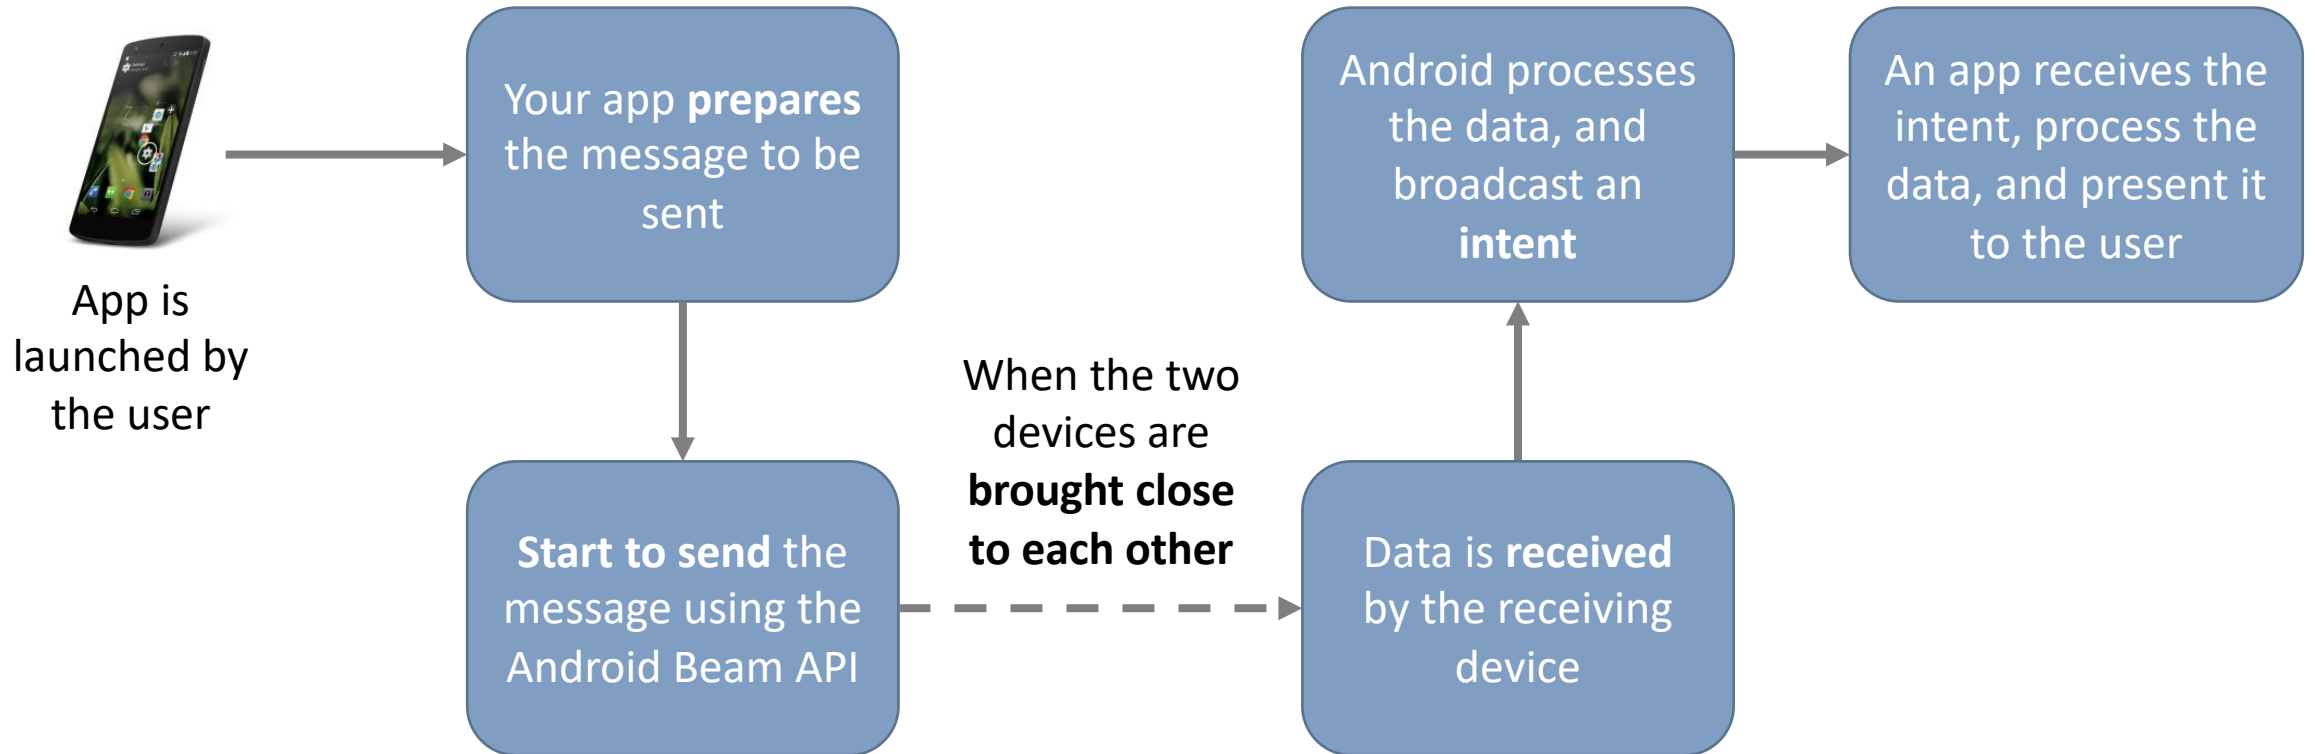 App is
launched by
the user
Your app prepares
the message to be
sent
Start to send the
message using the
Android Beam API
When the two
devices are
brought close
to each other
Data is received
by the receiving
device
Android processes
the data, and
broadcast an
intent
An app receives the
intent, process the
data, and present it
to the user